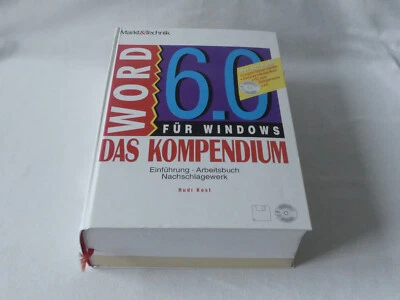 Markt&Technik
WORD
6.0
FÜR WINDOWS
DAS KOMPENDIUM
Einführung · Arbeitsbuch
Nachschlagewerk
Rudi Kost